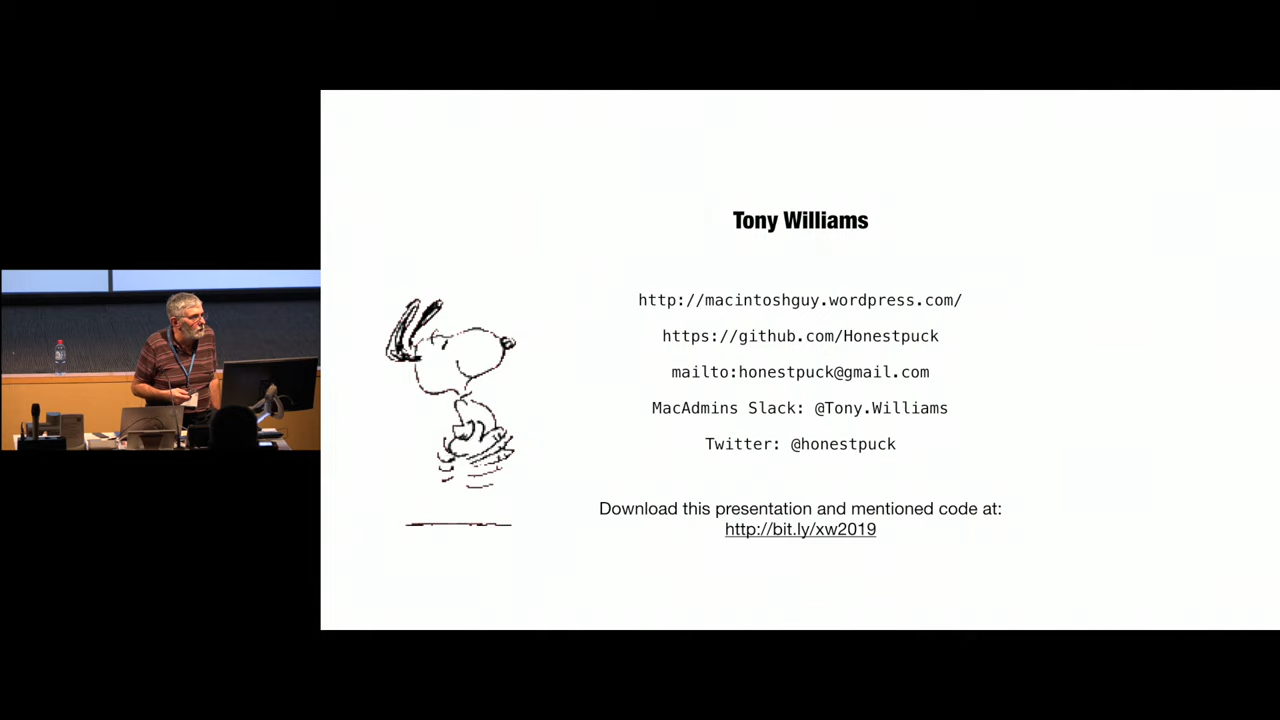 Tony Williams
http://macintoshguy.wordpress.com/
https://github.com/Honestpuck
mailto:honestpuck@gmail.com
MacAdmins Slack: @Tony.Williams
Twitter: @honestpuck
Download this presentation and mentioned code at:
http://bit.ly/xw2019